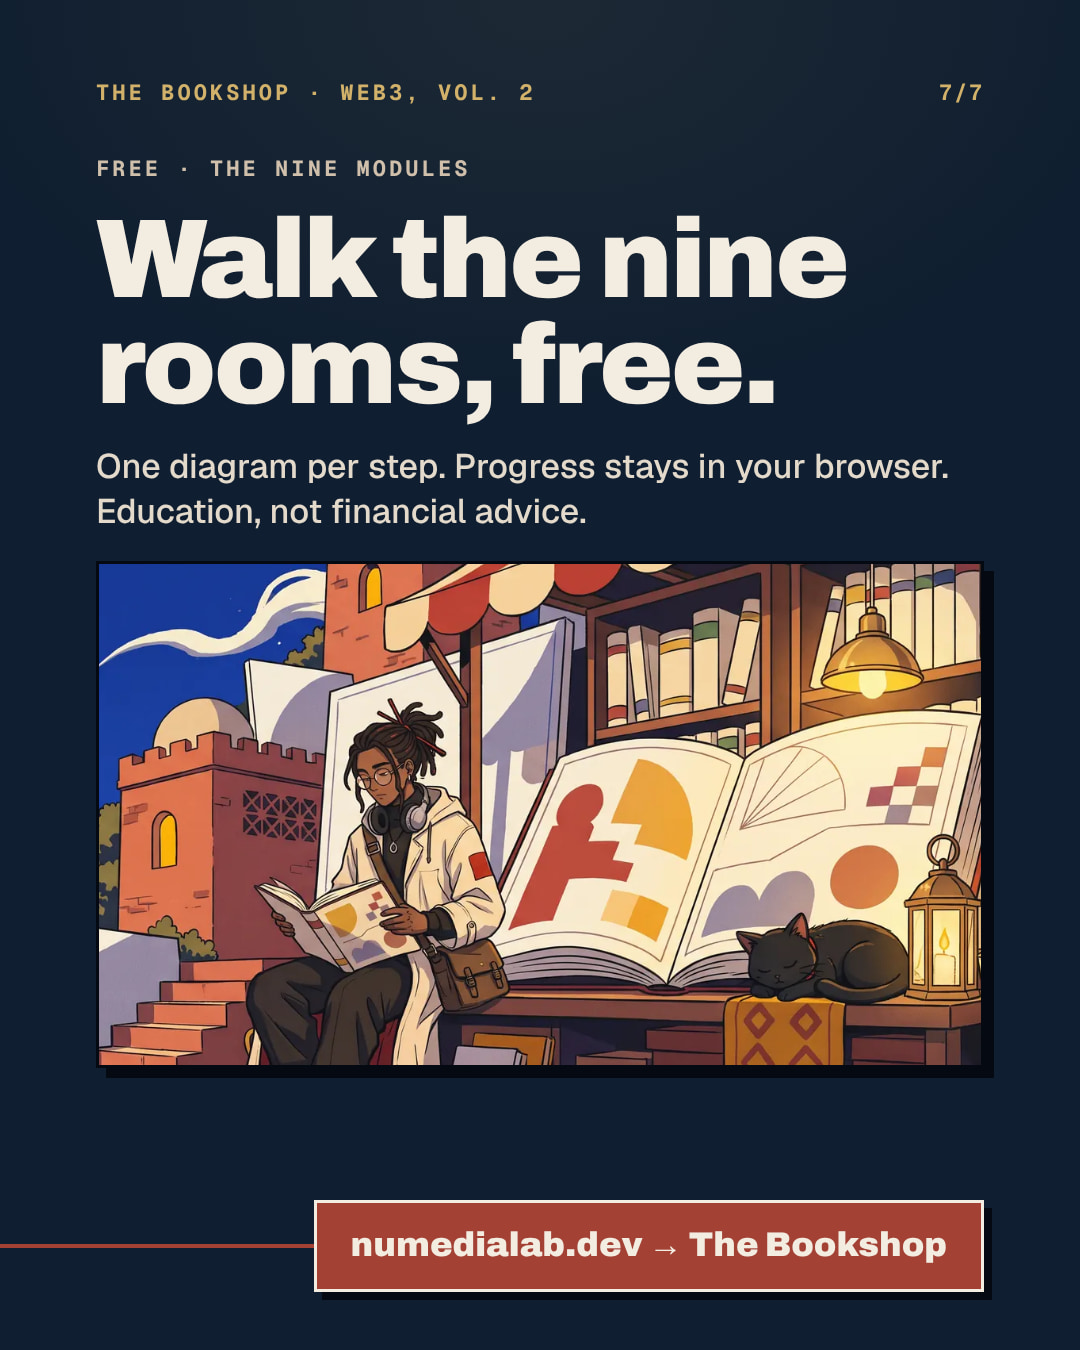 THE BOOKSHOP · WEB3, VOL. 2
7/7
FREE · THE NINE MODULES
Walk the nine
rooms, free.
One diagram per step. Progress stays in your browser.
Education, not financial advice.
numedialab.dev → The Bookshop